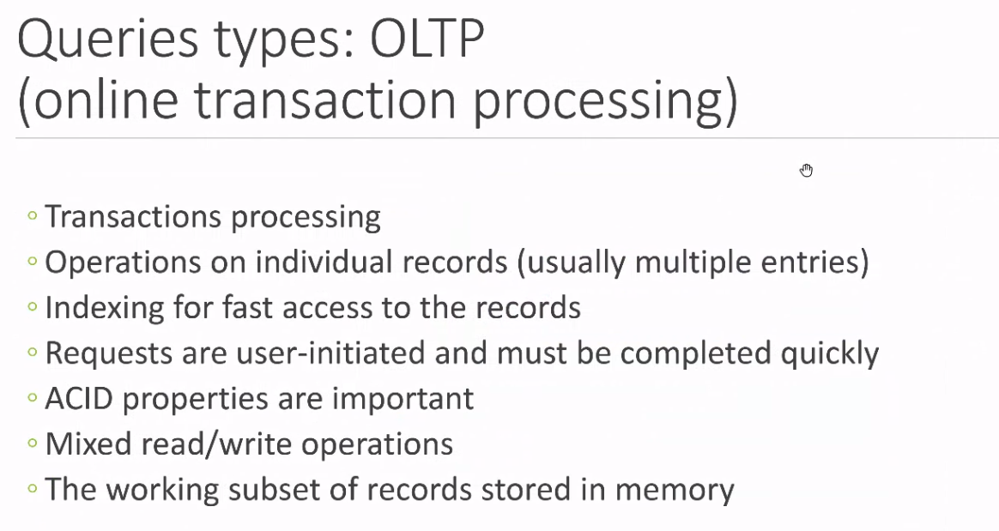 Queries types: OLTP
(online transaction processing)
Transactions processing
Operations on individual records (usually multiple entries)
Indexing for fast access to the records
Requests are user-initiated and must be completed quickly
ACID properties are important
Mixed read/write operations
The working subset of records stored in memory